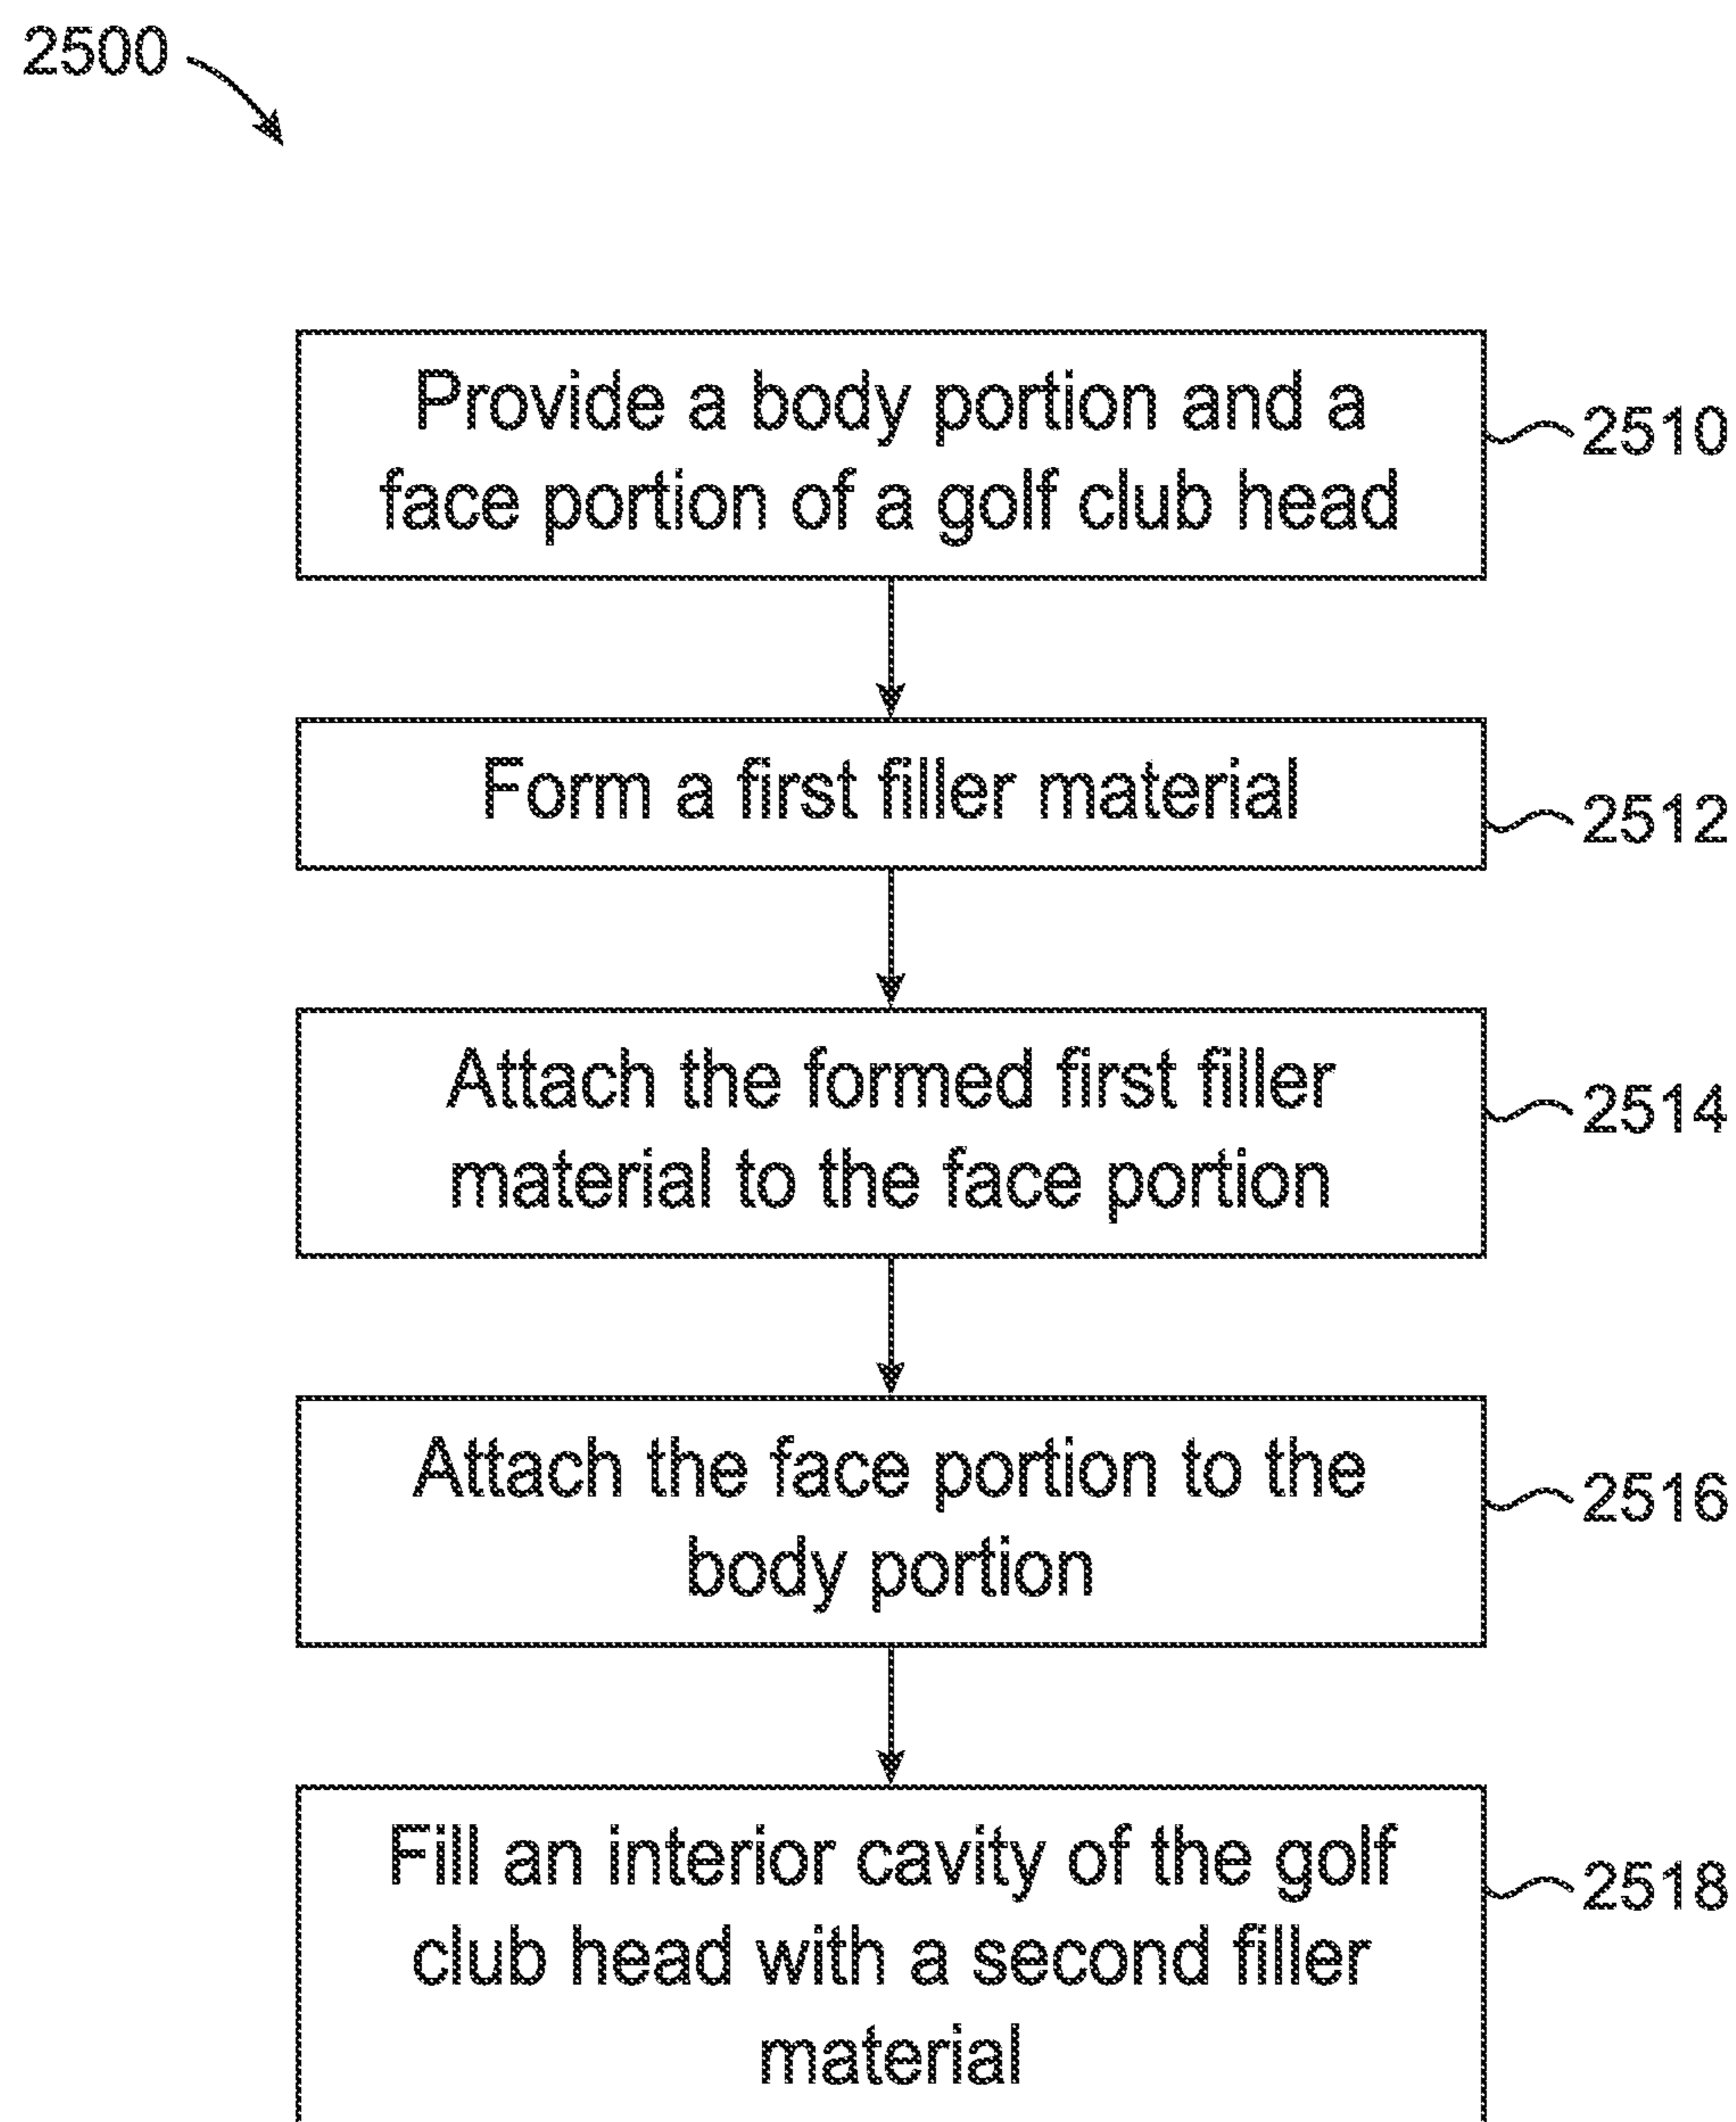 2500
Provide a body portion and a
face portion of a golf club head
2510
Form a first filler material
2512
Attach the formed first filler
material to the face portion
2514
Attach the face portion to the
body portion
2516
Fill an interior cavity of the golf
club head with a second filler
material
2518